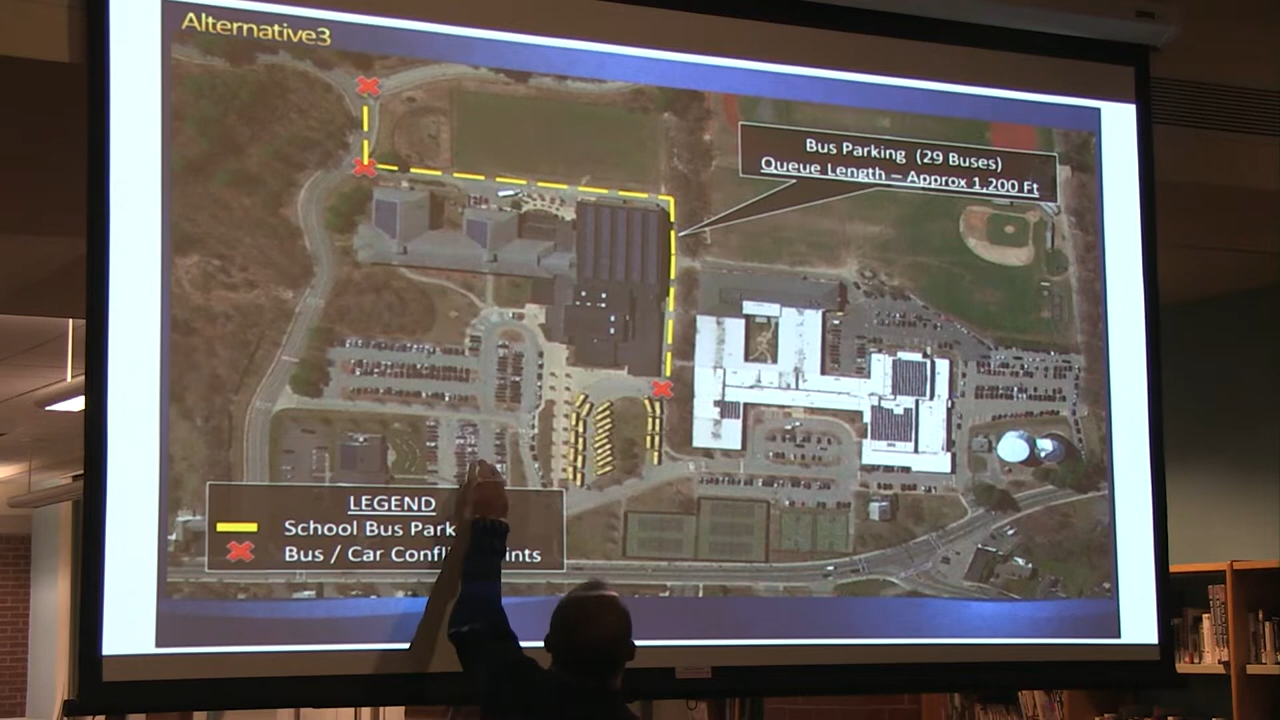 Alternative3
Bus Parking (29 Buses)
Queue Length – Approx 1,200 Ft
LEGEND
School Bus Park
Bus / Car Confl ints